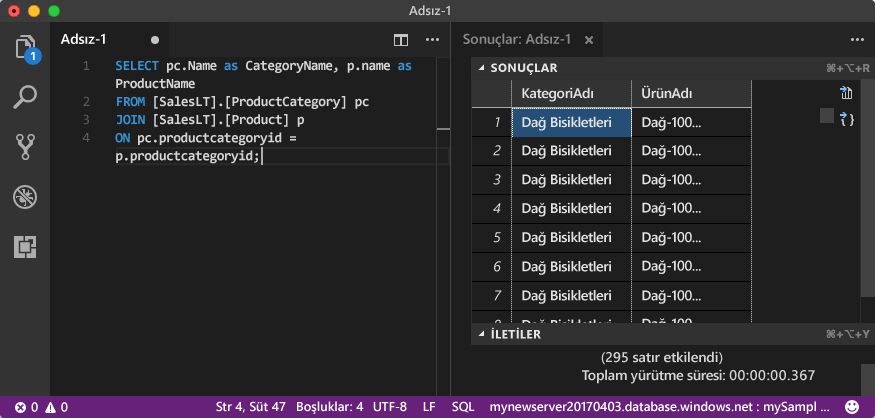 Adsız-1
Adsız-1
1 SELECT pc.Name as CategoryName, p.name as
ProductName
2 FROM [SalesLT].[ProductCategory] pc
3 JOIN [SalesLT].[Product] p
4 ON pc.productcategoryid =
p.productcategoryid;
1
Sonuçlar: Adsız-1
SONUÇLAR ⌘+⌥+R
KategoriAdı ÜrünAdı
1 Dağ Bisikletleri Dağ-100...
2 Dağ Bisikletleri Dağ-100...
3 Dağ Bisikletleri Dağ-100...
4 Dağ Bisikletleri Dağ-100...
5 Dağ Bisikletleri Dağ-100...
6 Dağ Bisikletleri Dağ-100...
7 Dağ Bisikletleri Dağ-100...
8 Dağ Bisikletleri Dağ-100
İLETİLER ⌘+⌥+Y
(295 satır etkilendi)
Toplam yürütme süresi: 00:00:00.367
0 0 Str 4, Süt 47 Boşluklar: 4 UTF-8 LF SQL mynewserver20170403.database.windows.net : mySampl ...